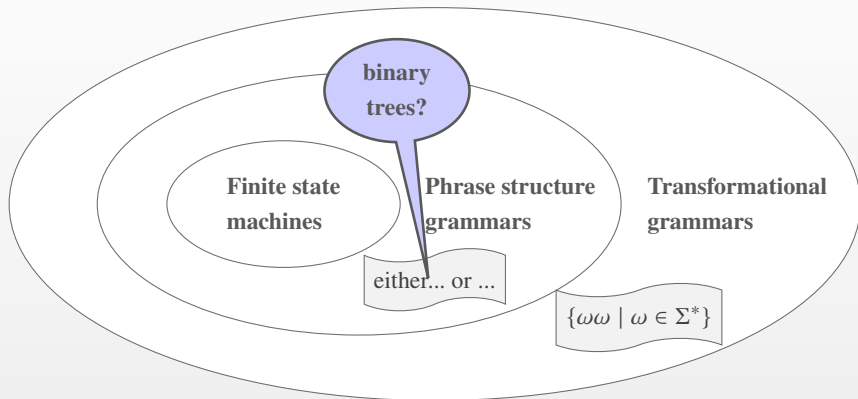 binary
trees?
Finite state
machines
Phrase structure
grammars
Transformational
grammars
either... or ...
{ωω | ω ∈ Σ*}